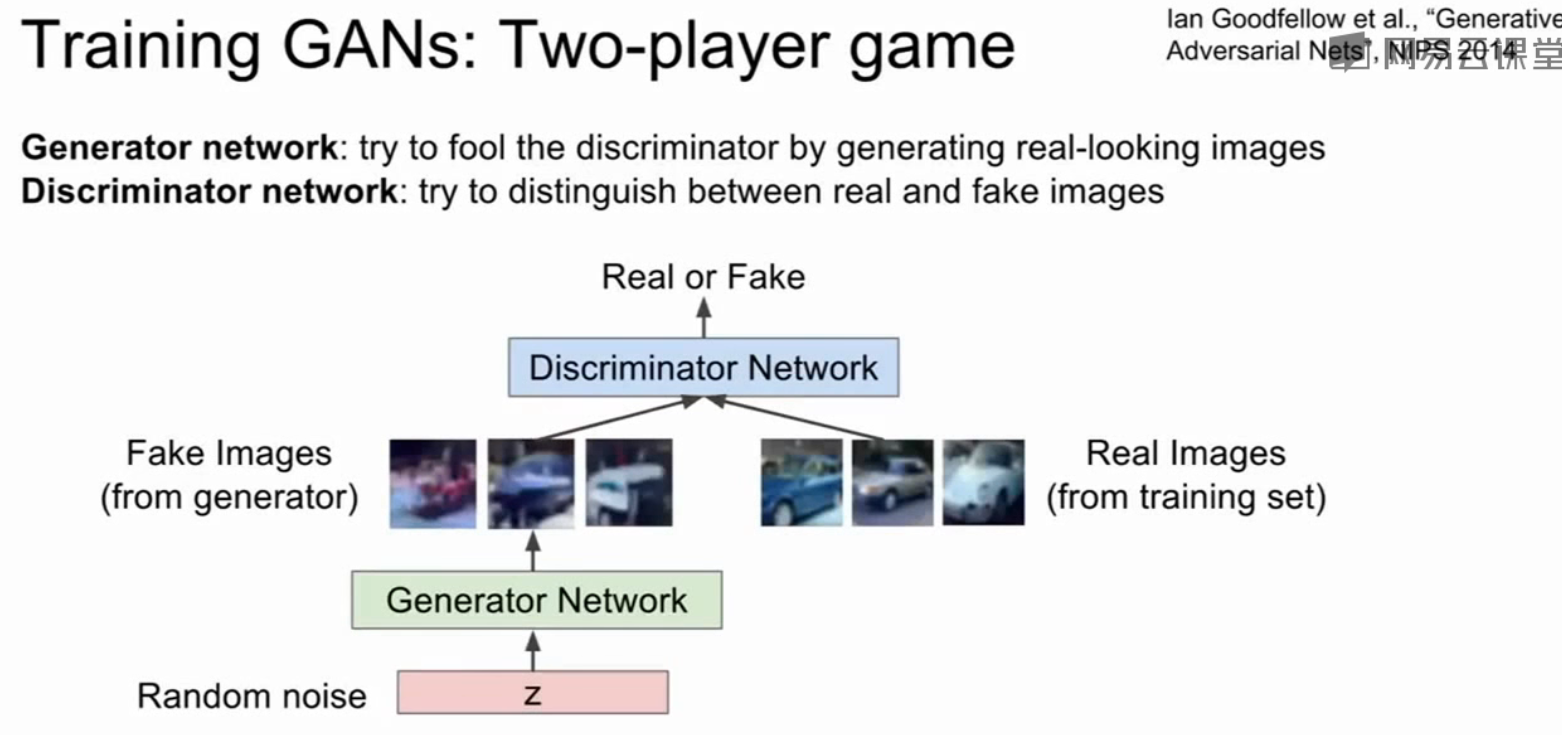 Training GANs: Two-player game
Ian Goodfellow et al., “Generative
Adversarial Nets”, NIPS 2014
网易云课堂
Generator network: try to fool the discriminator by generating real-looking images
Discriminator network: try to distinguish between real and fake images
Real or Fake
Discriminator Network
Fake Images
(from generator)
Real Images
(from training set)
Generator Network
Random noise
z